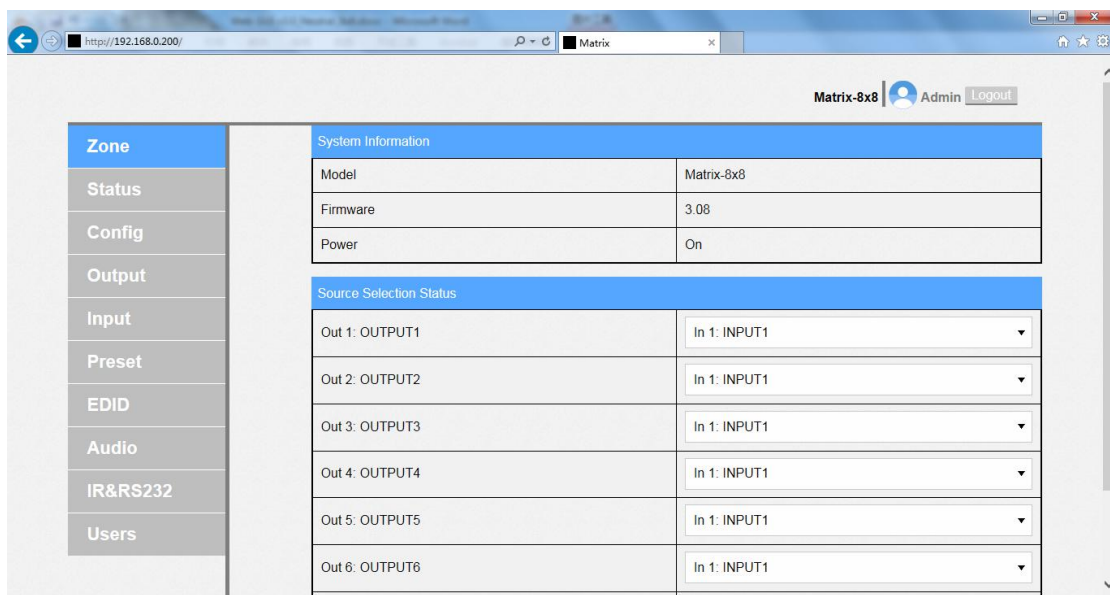 http://192.168.0.200/
Matrix
Matrix-8x8 Admin Logout
Zone
Status
Config
Output
Input
Preset
EDID
Audio
IR&RS232
Users
System Information
Model Matrix-8x8
Firmware 3.08
Power On
Source Selection Status
Out 1: OUTPUT1 In 1: INPUT1
Out 2: OUTPUT2 In 1: INPUT1
Out 3: OUTPUT3 In 1: INPUT1
Out 4: OUTPUT4 In 1: INPUT1
Out 5: OUTPUT5 In 1: INPUT1
Out 6: OUTPUT6 In 1: INPUT1